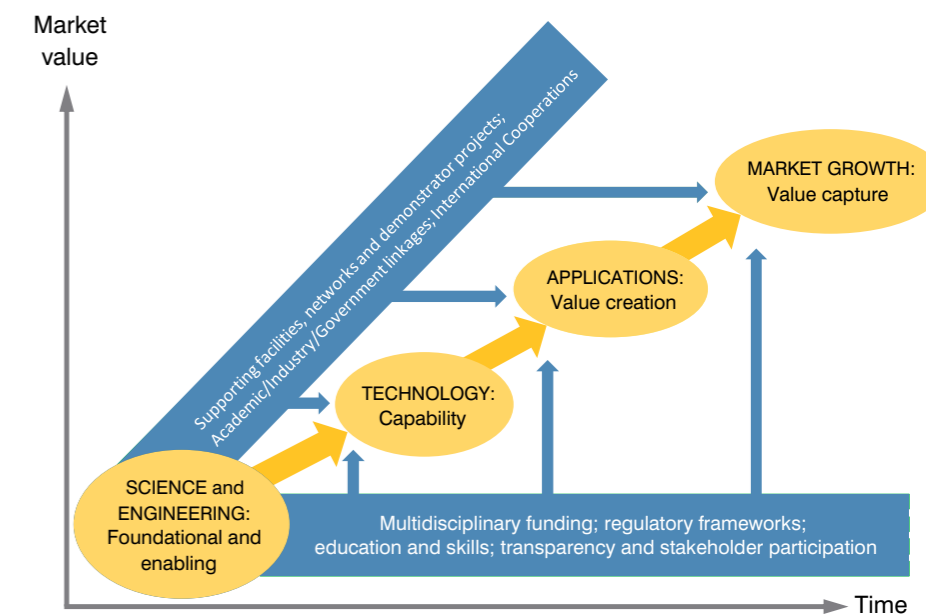 Market
value
Supporting facilities, networks and demonstrator projects;
Academic/Industry/Government linkages; International Cooperations
MARKET GROWTH:
Value capture
APPLICATIONS:
Value creation
TECHNOLOGY:
Capability
SCIENCE and
ENGINEERING:
Foundational and
enabling
Multidisciplinary funding; regulatory frameworks;
education and skills; transparency and stakeholder participation
Time